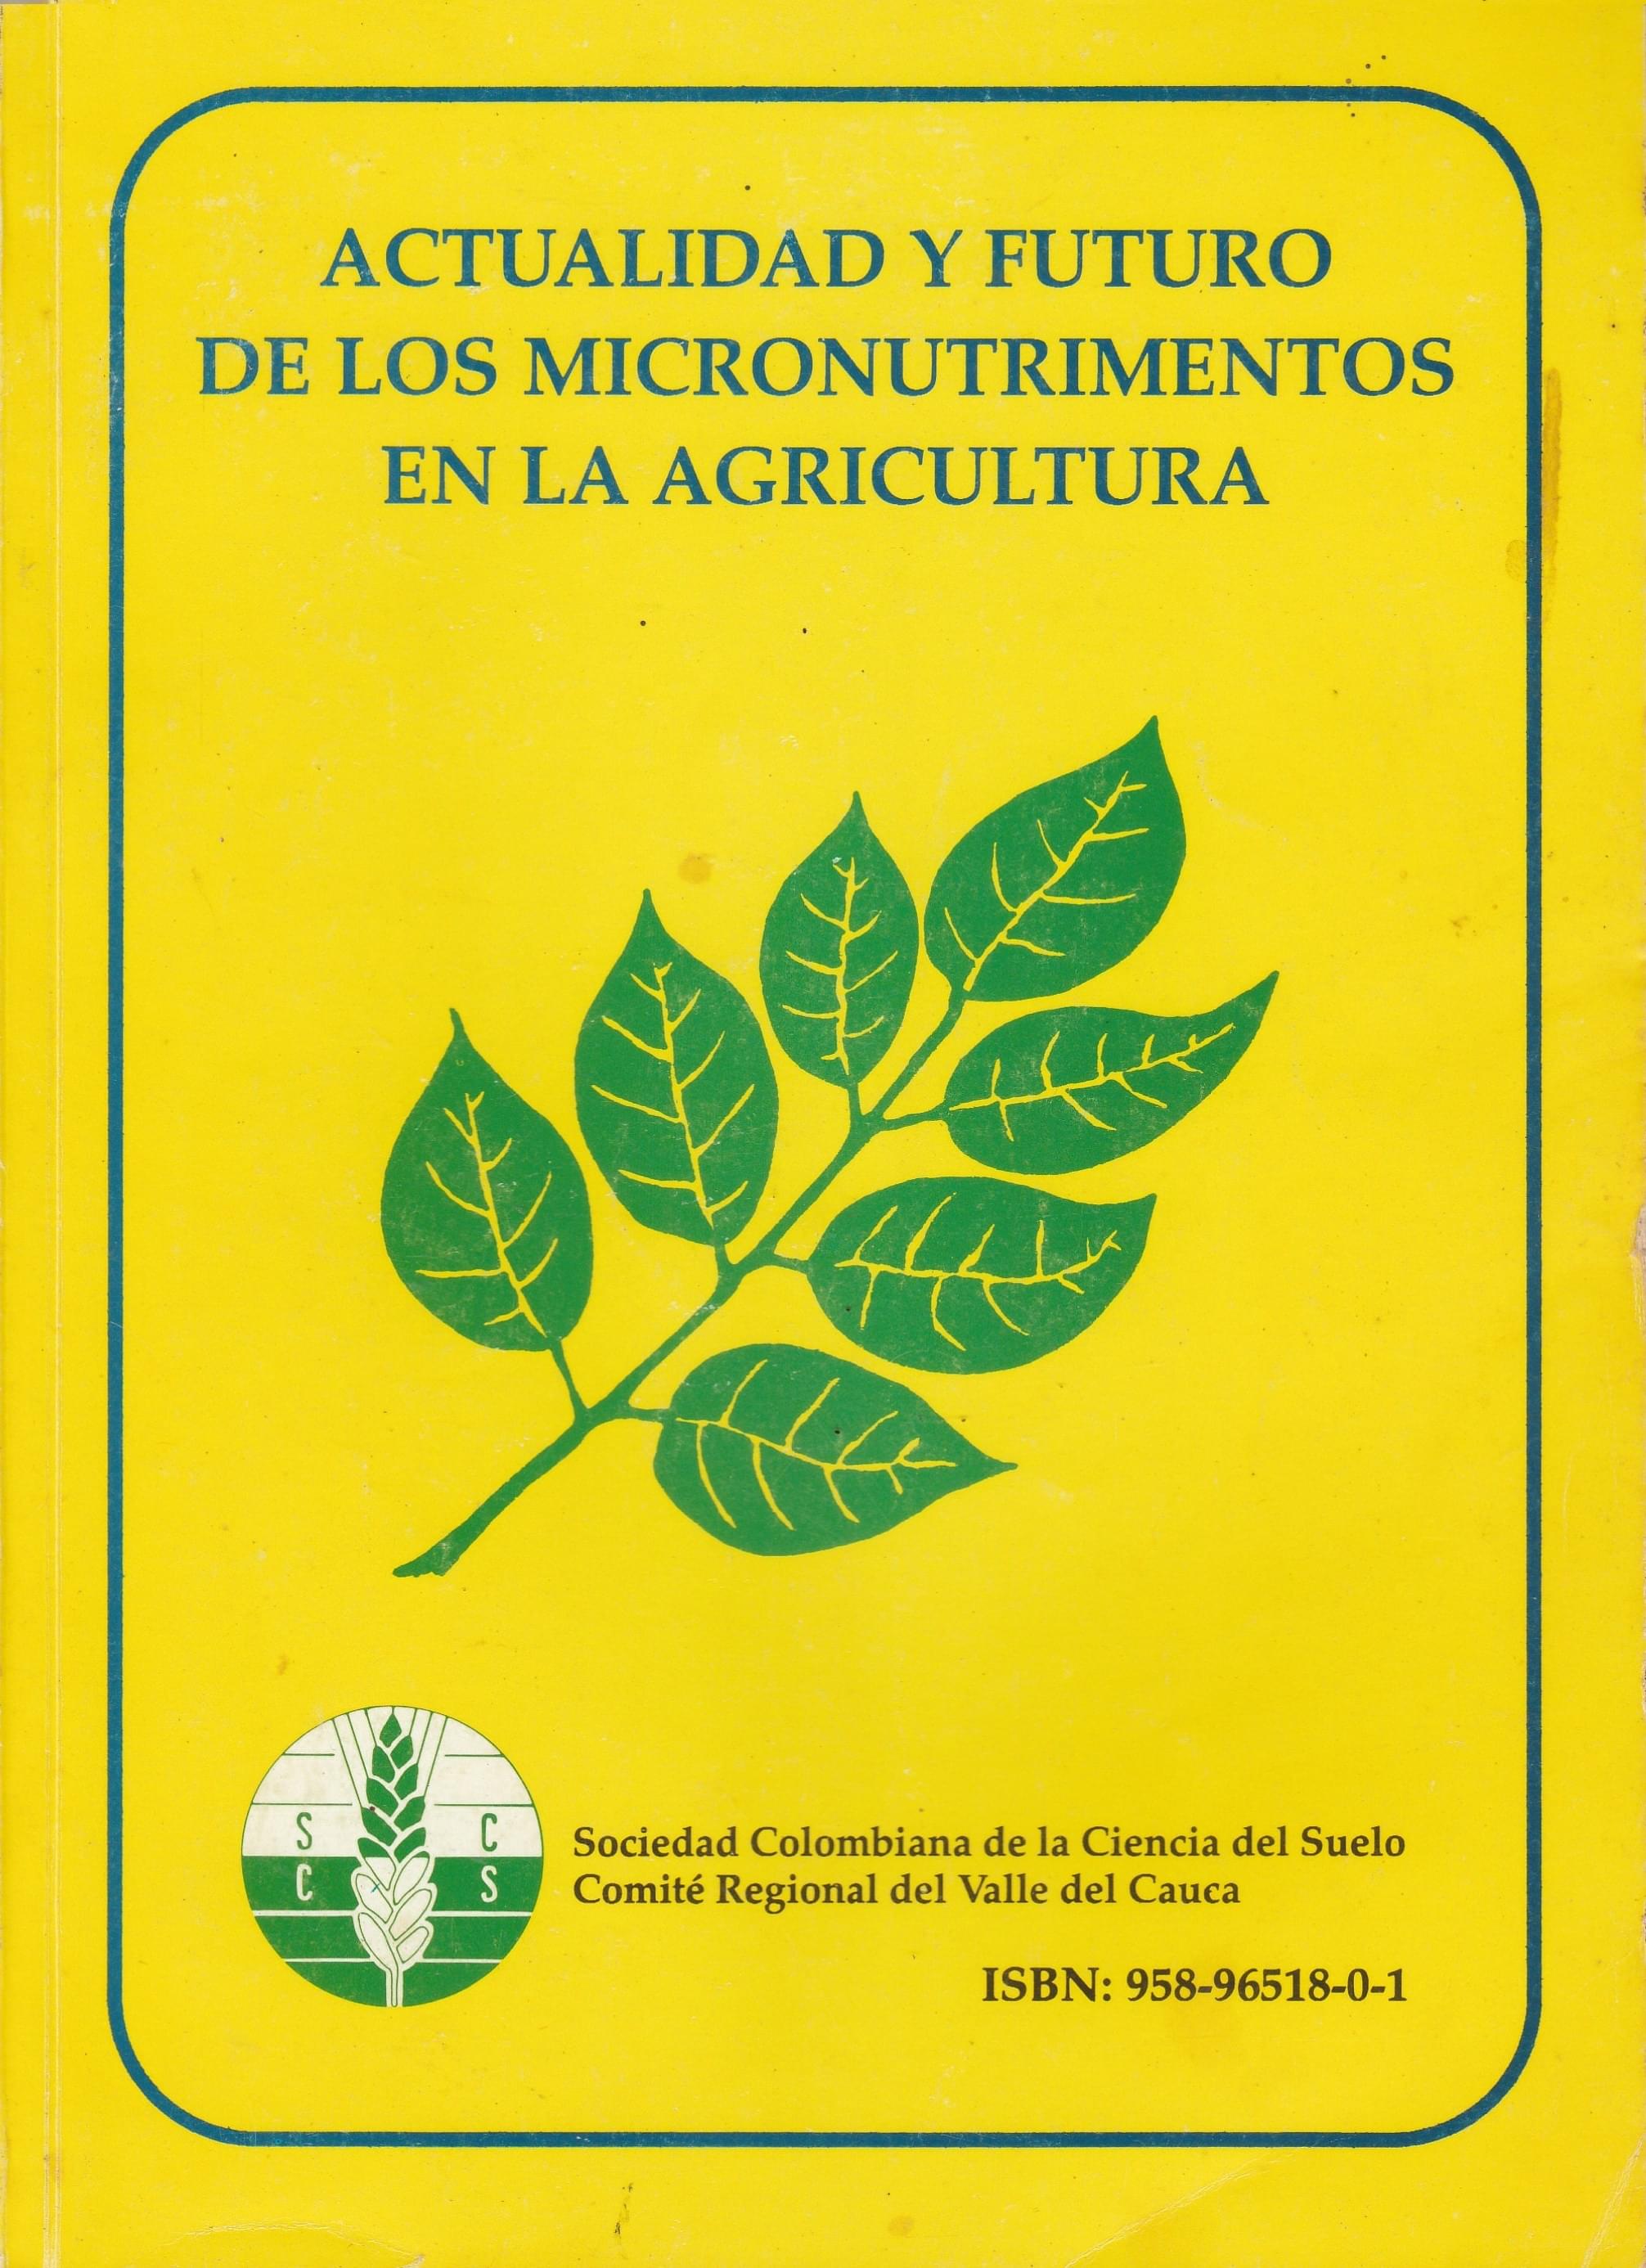 ACTUALIDAD Y FUTURO
DE LOS MICRONUTRIMENTOS
EN LA AGRICULTURA
S C
C S
Sociedad Colombiana de la Ciencia del Suelo
Comité Regional del Valle del Cauca
ISBN: 958-96518-0-1